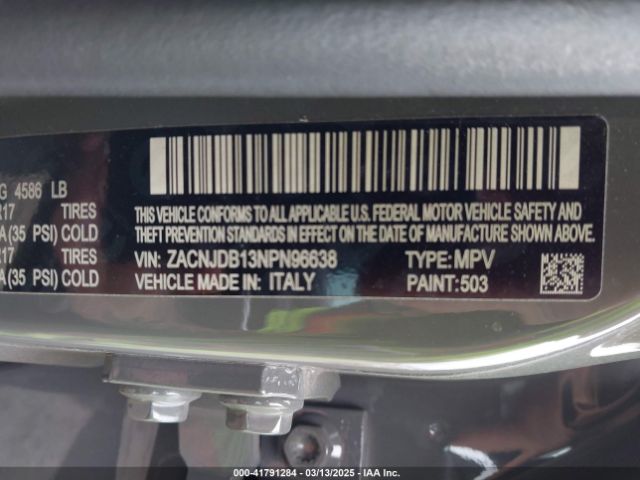 G 4586 LB
R17 TIRES
A(35 PSI) COLD
R17 TIRES
A(35 PSI) COLD
THIS VEHICLE CONFORMS TO ALL APPLICABLE U.S. FEDERAL MOTOR VEHICLE SAFETY AND
THEFT PREVENTION STANDARDS IN EFFECT ON THE DATE OF MANUFACTURE SHOWN ABOVE.
VIN: ZACNJDB13NPN96638 TYPE: MPV
VEHICLE MADE IN: ITALY PAINT: 503
000-41791284 — 03/13/2025 — IAA Inc.